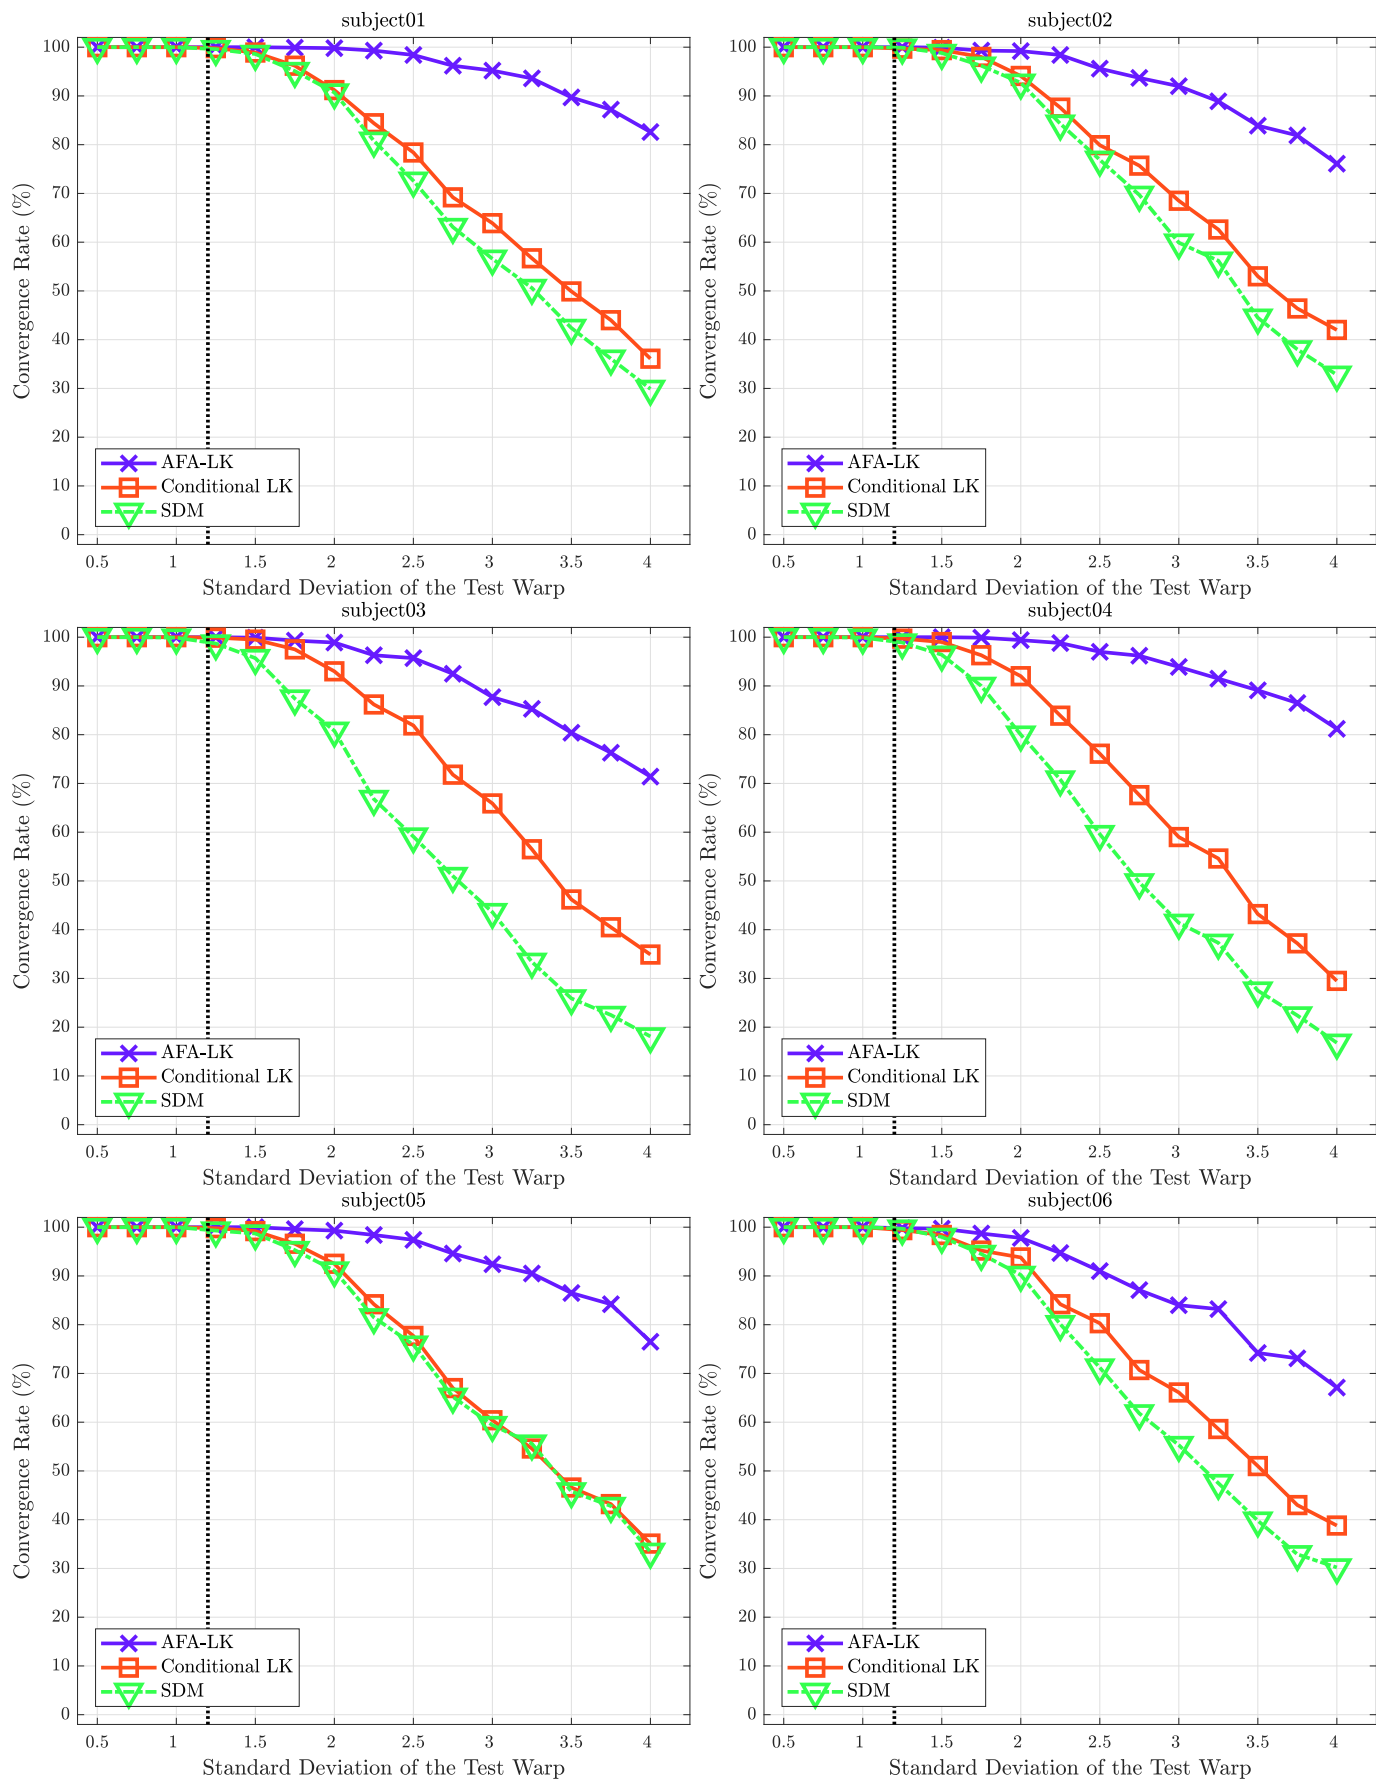 subject01
100
90
80
70
60
50
40
30
20
10
0
Convergence Rate (%)
AFA-LK
Conditional LK
SDM
0.5 1 1.5 2 2.5 3 3.5 4
Standard Deviation of the Test Warp
subject02
100
90
80
70
60
50
40
30
20
10
0
Convergence Rate (%)
AFA-LK
Conditional LK
SDM
0.5 1 1.5 2 2.5 3 3.5 4
Standard Deviation of the Test Warp
subject03
100
90
80
70
60
50
40
30
20
10
0
Convergence Rate (%)
AFA-LK
Conditional LK
SDM
0.5 1 1.5 2 2.5 3 3.5 4
Standard Deviation of the Test Warp
subject04
100
90
80
70
60
50
40
30
20
10
0
Convergence Rate (%)
AFA-LK
Conditional LK
SDM
0.5 1 1.5 2 2.5 3 3.5 4
Standard Deviation of the Test Warp
subject05
100
90
80
70
60
50
40
30
20
10
0
Convergence Rate (%)
AFA-LK
Conditional LK
SDM
0.5 1 1.5 2 2.5 3 3.5 4
Standard Deviation of the Test Warp
subject06
100
90
80
70
60
50
40
30
20
10
0
Convergence Rate (%)
AFA-LK
Conditional LK
SDM
0.5 1 1.5 2 2.5 3 3.5 4
Standard Deviation of the Test Warp